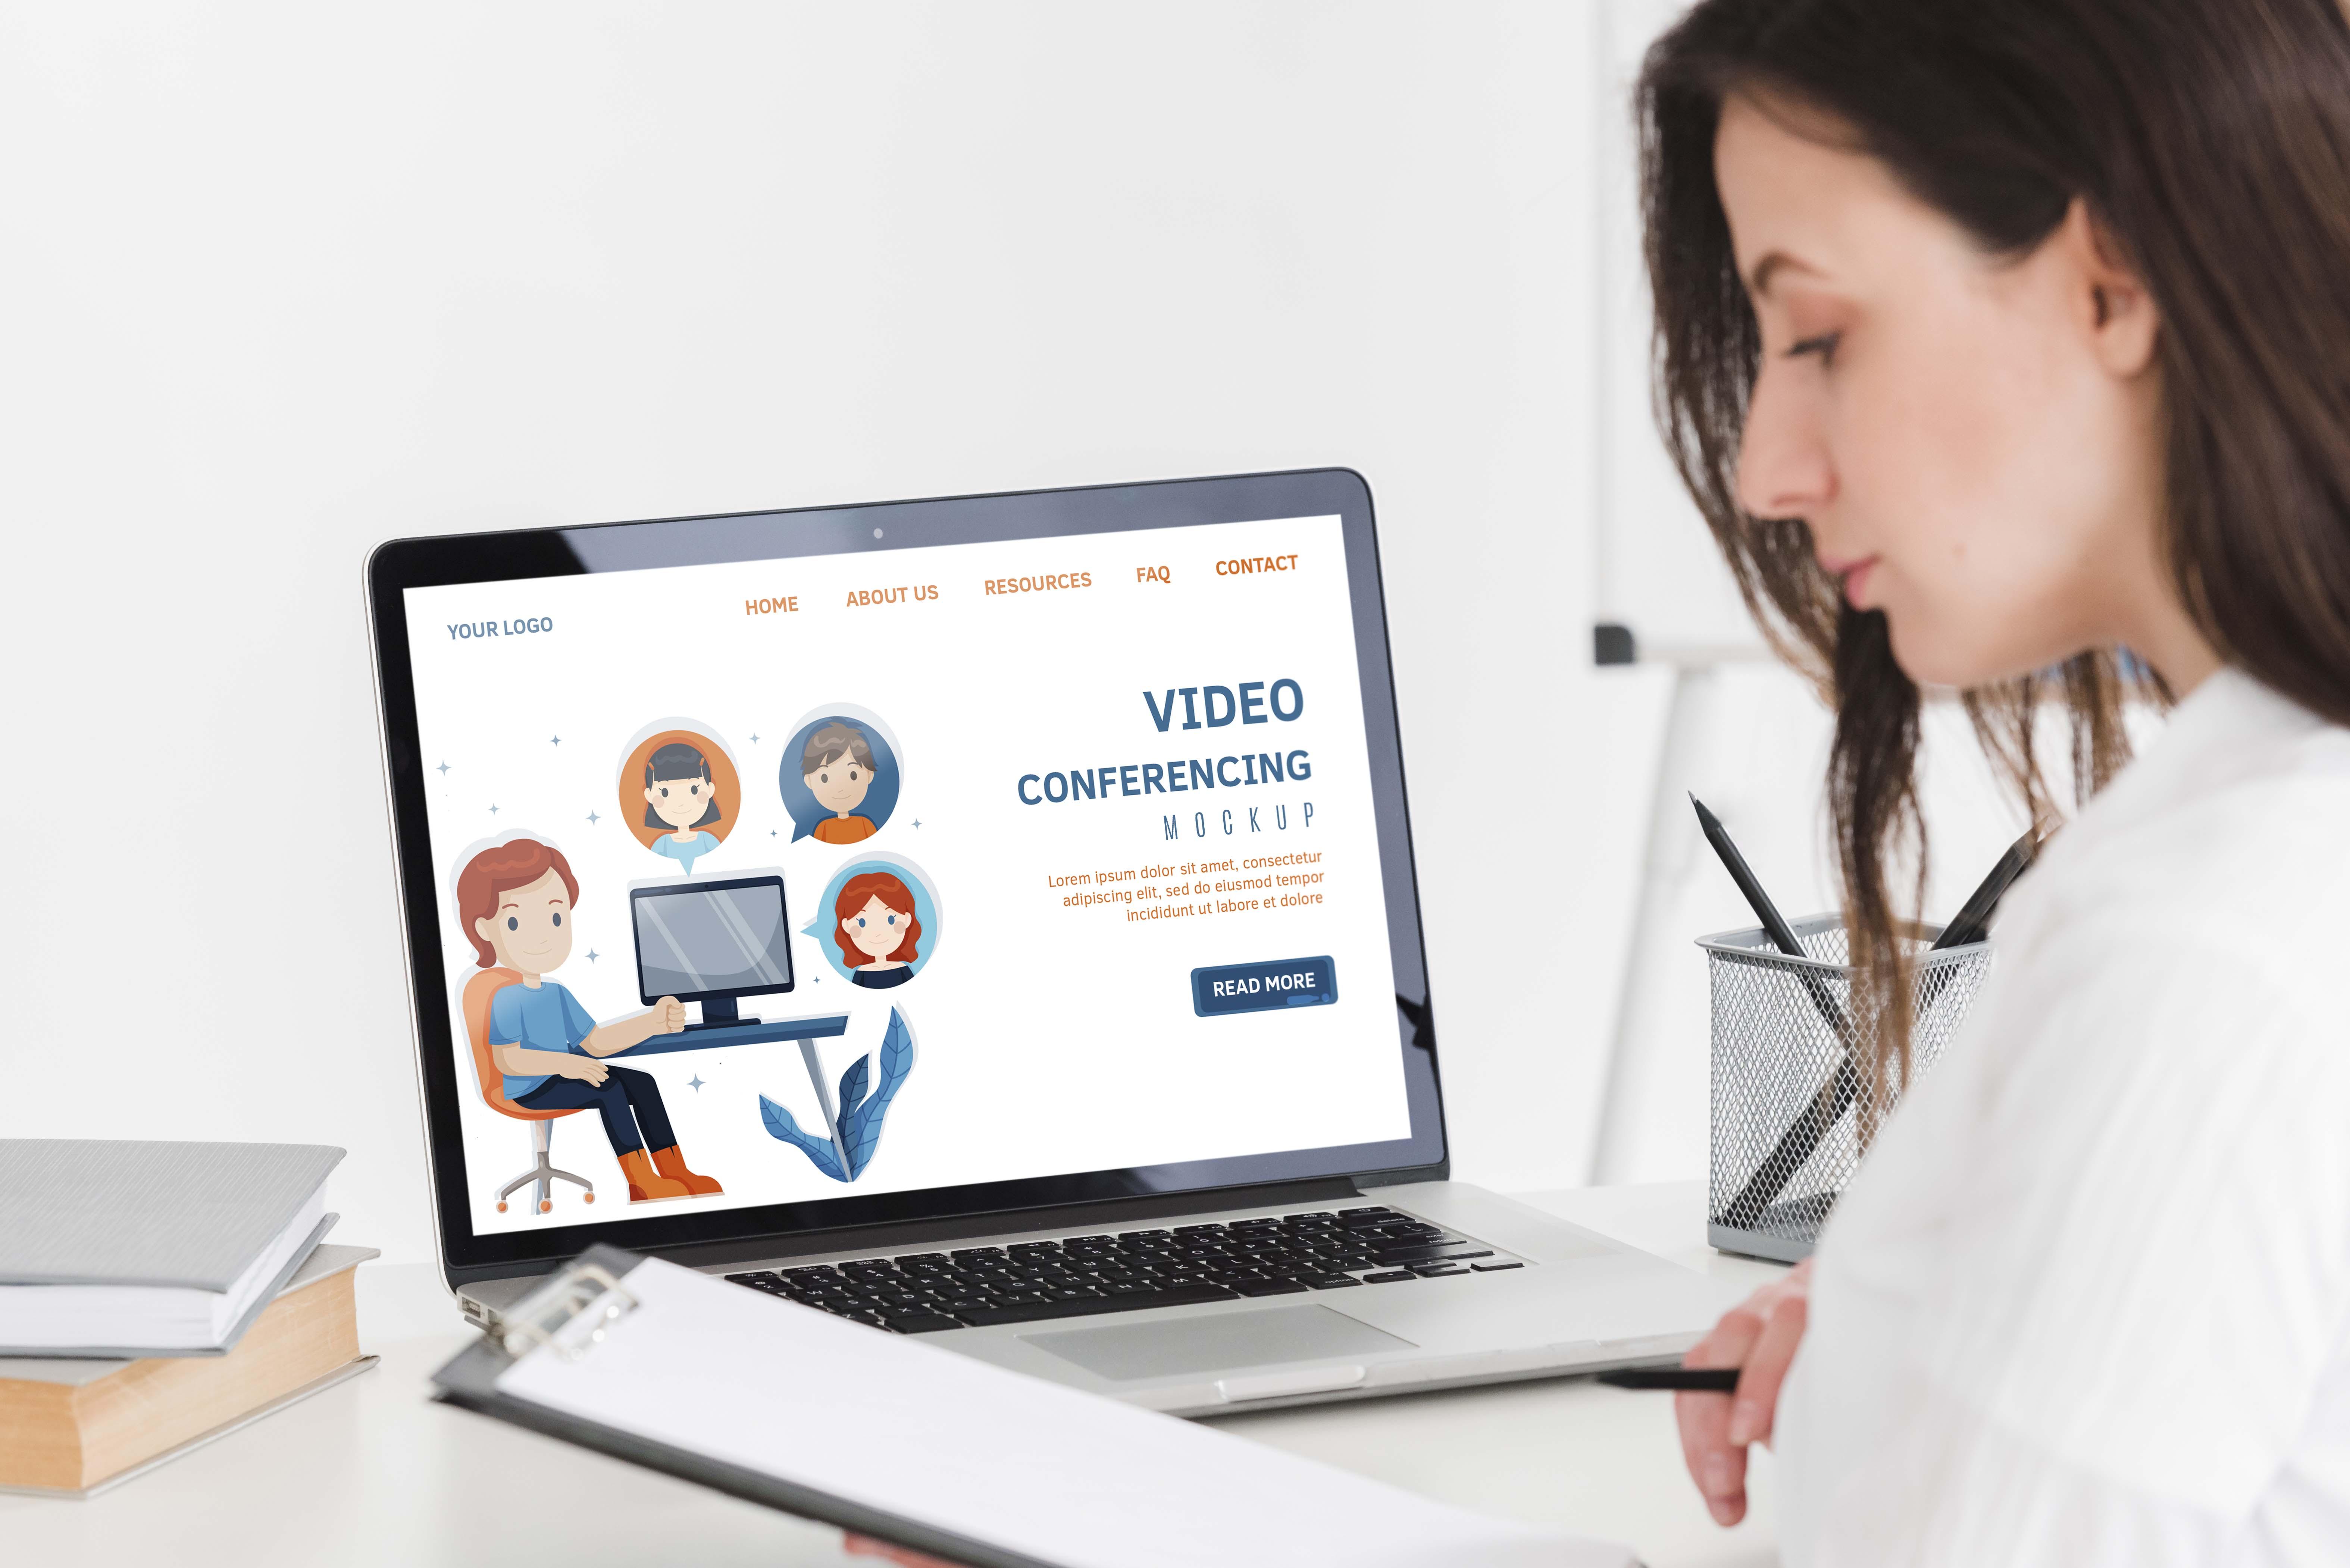 YOUR LOGO
HOME ABOUT US RESOURCES FAQ CONTACT
VIDEO
CONFERENCING
MOCKUP
Lorem ipsum dolor sit amet, consectetur
adipiscing elit, sed do eiusmod tempor
incididunt ut labore et dolore
READ MORE